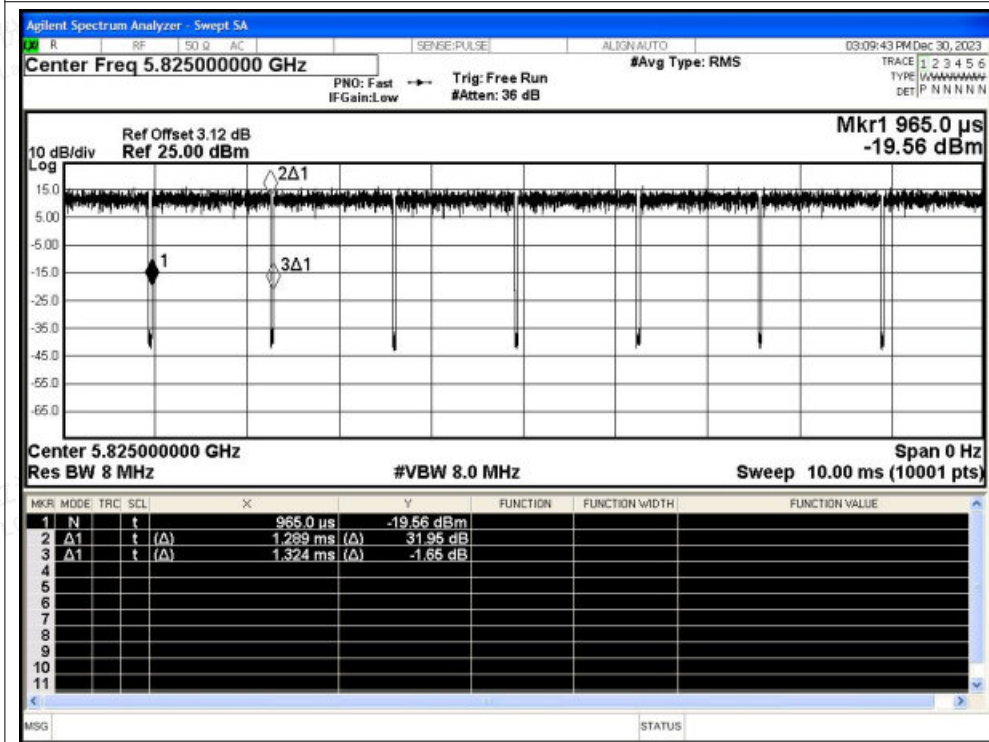 Agilent Spectrum Analyzer - Swept SA
R RF 50 Ω AC SENSE:PULSE ALIGN AUTO 03:09:43 PM Dec 30, 2023
Center Freq 5.825000000 GHz #Avg Type: RMS TRACE 1 2 3 4 5 6
PNO: Fast Trig: Free Run TYPE WWWWWW
IFGain:Low #Atten: 36 dB DET P N N N N N
Mkr1 965.0 µs
-19.56 dBm
Ref Offset 3.12 dB
10 dB/div Ref 25.00 dBm
Log
2Δ1
15.0
5.00
-5.00
1
3Δ1
-15.0
-25.0
-35.0
-45.0
-55.0
-65.0
Center 5.825000000 GHz Span 0 Hz
Res BW 8 MHz #VBW 8.0 MHz Sweep 10.00 ms (10001 pts)
MKR MODE TRC SCL X Y FUNCTION FUNCTION WIDTH FUNCTION VALUE
1 N t 965.0 µs -19.56 dBm
2 Δ1 t (Δ) 1.289 ms (Δ) 31.95 dB
3 Δ1 t (Δ) 1.324 ms (Δ) -1.65 dB
4
5
6
7
8
9
10
11
MSG STATUS